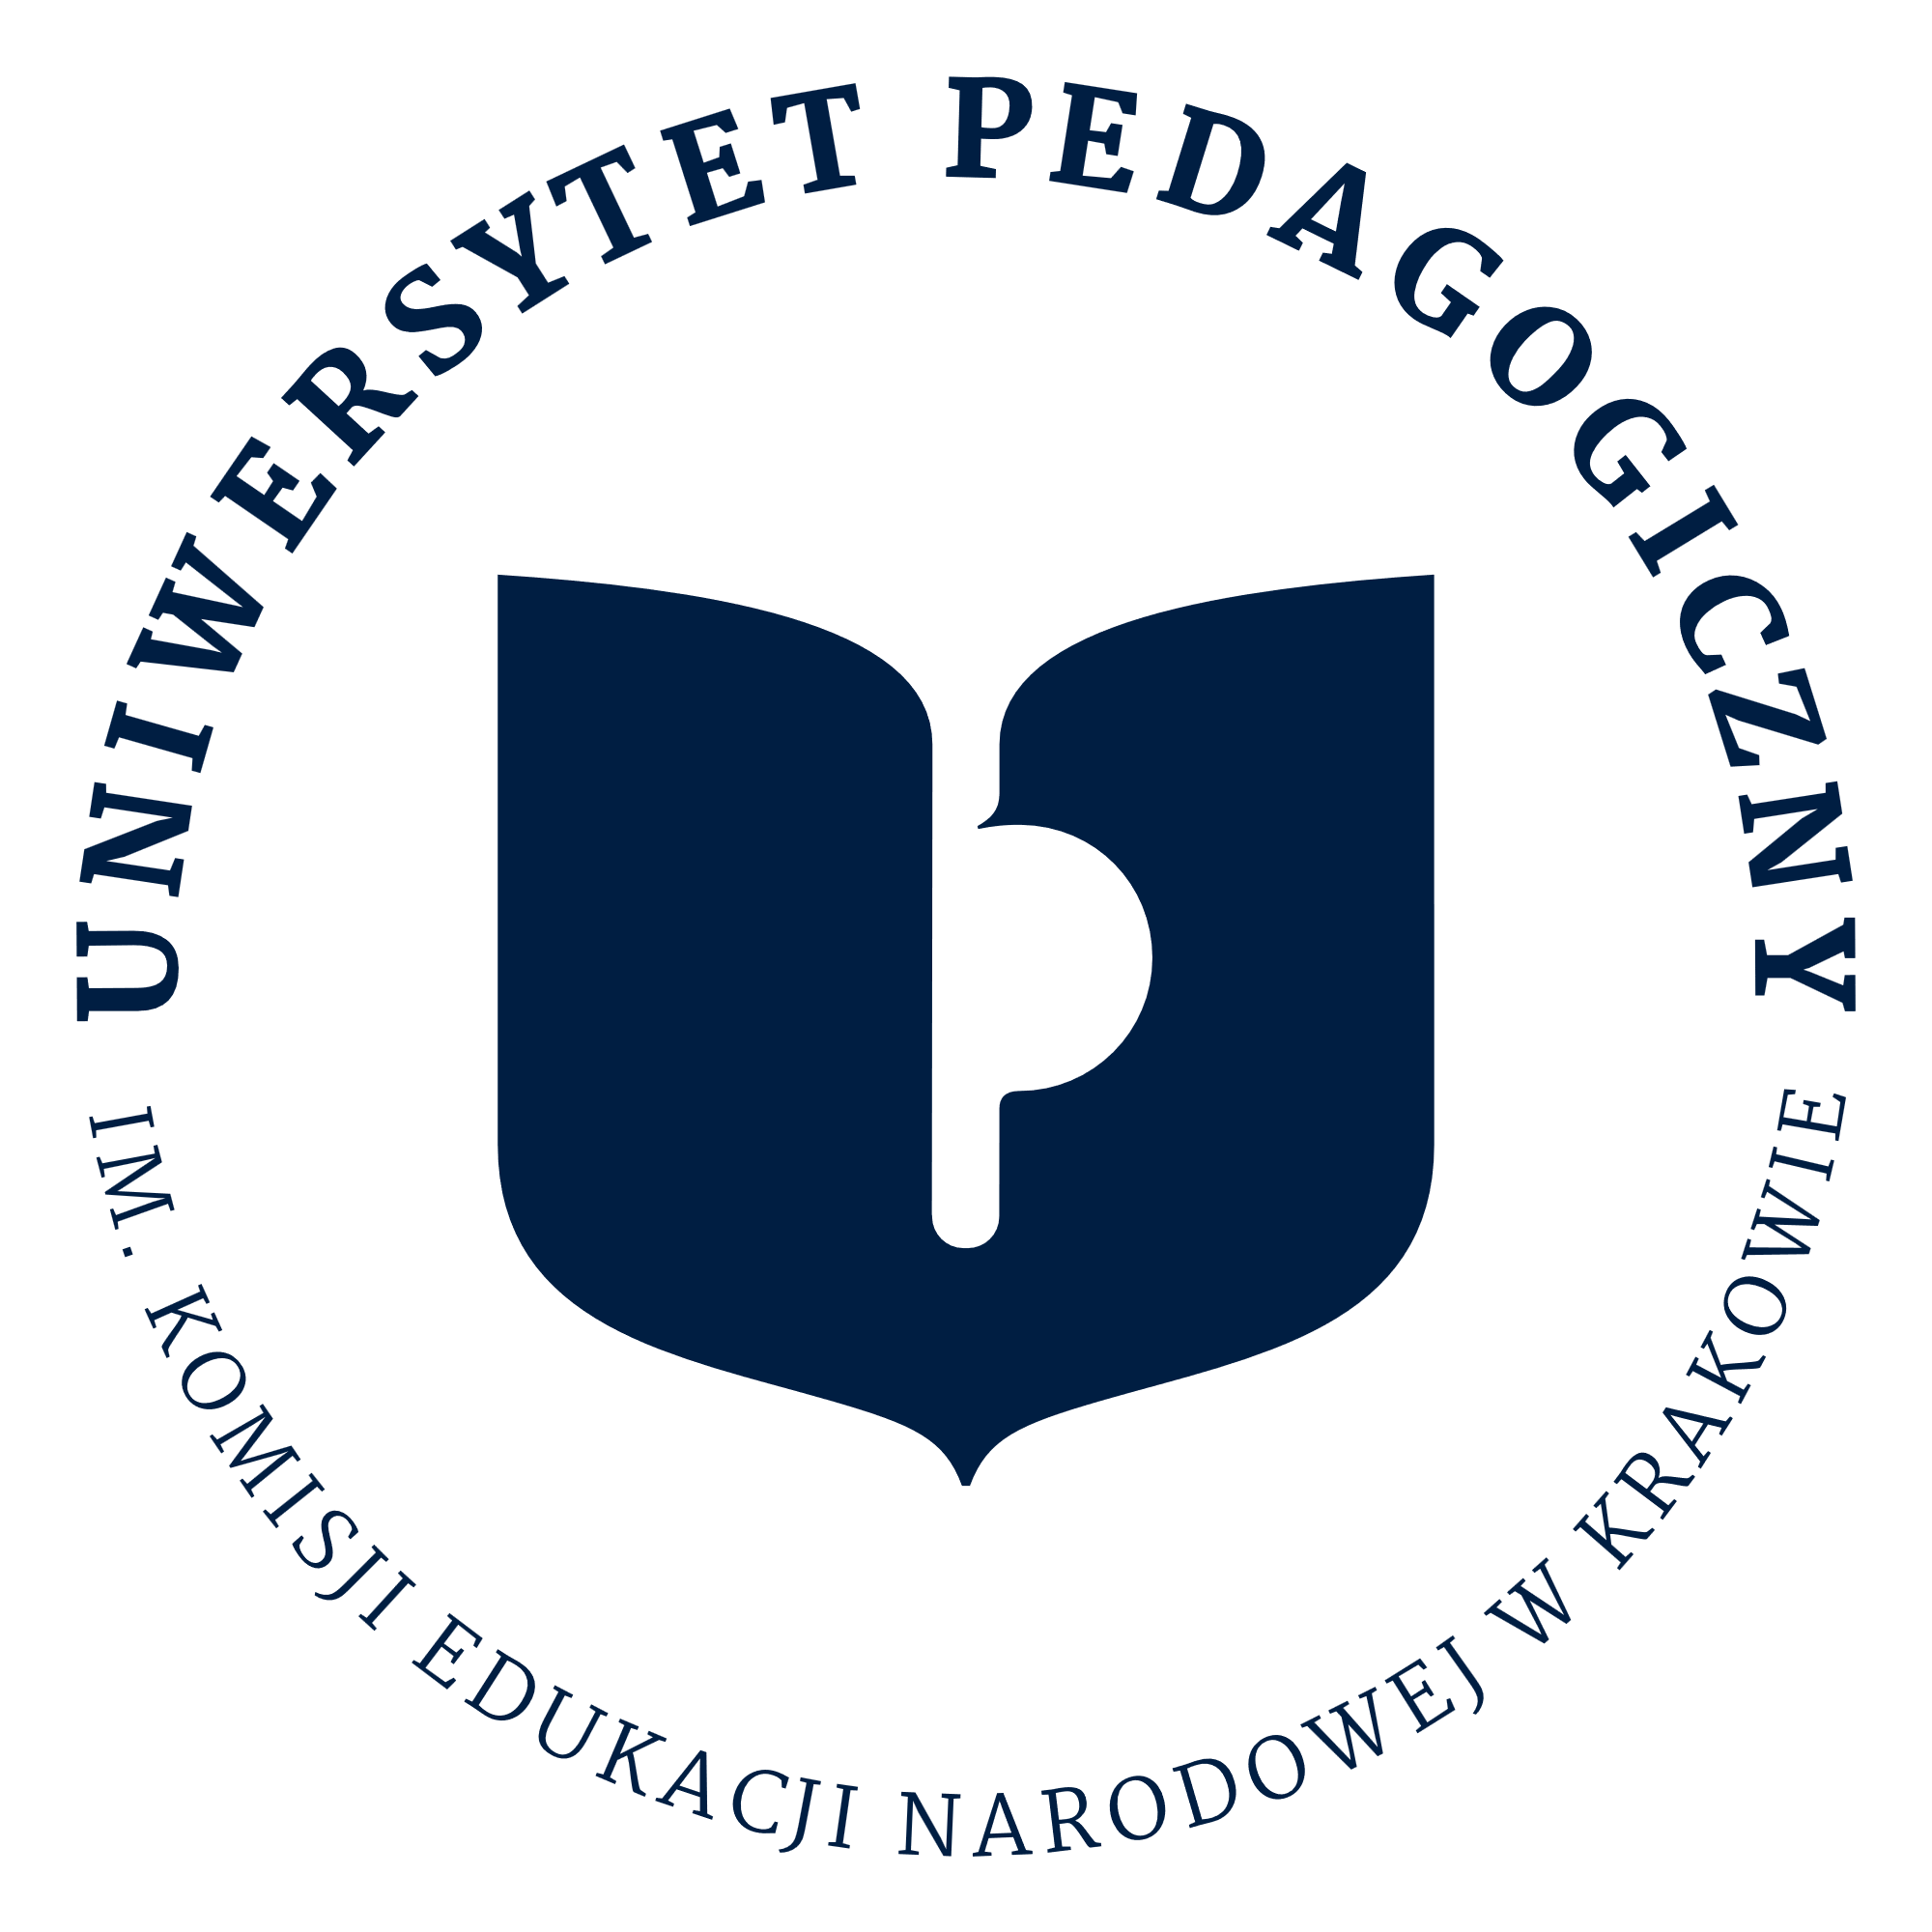 UNIWERSYTET PEDAGOGICZNY
IM. KOMISJI EDUKACJI NARODOWEJ W KRAKOWIE